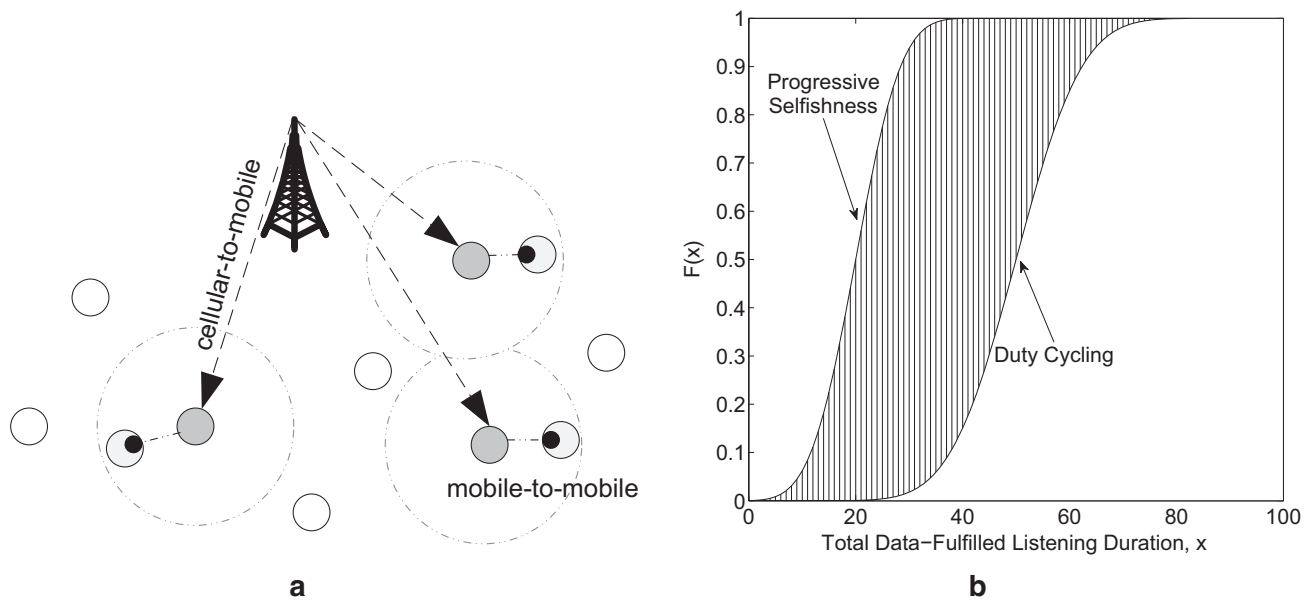 cellular-to-mobile
mobile-to-mobile
a
1
0.9
0.8
0.7
0.6
0.5
0.4
0.3
0.2
0.1
0
F(x)
Progressive
Selfishness
Duty Cycling
0 20 40 60 80 100
Total Data−Fulfilled Listening Duration, x
b